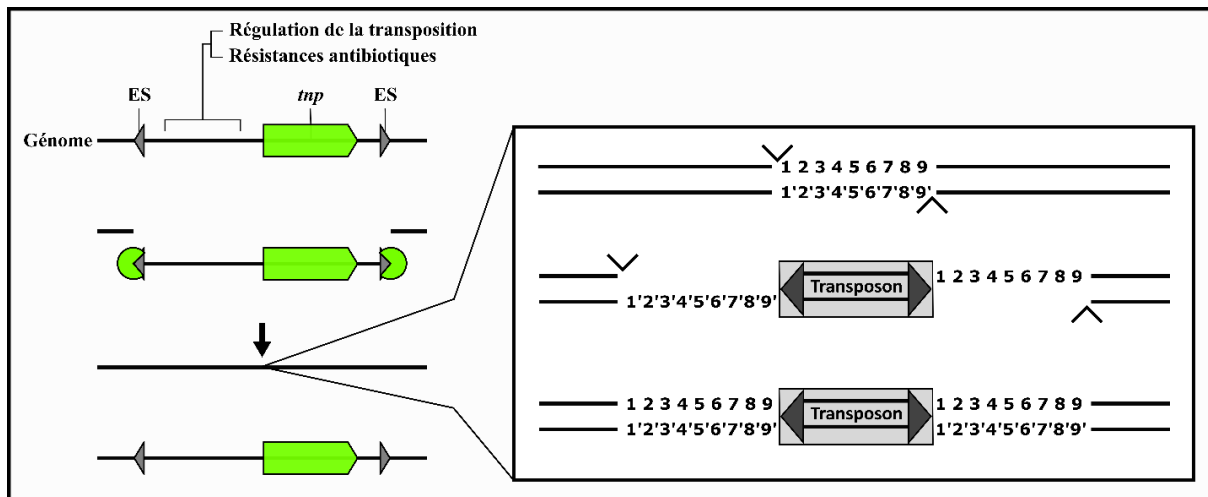 Régulation de la transposition
Résistances antibiotiques
ES
tnp
ES
Génome
1 2 3 4 5 6 7 8 9
1'2'3'4'5'6'7'8'9'
Transposon
1 2 3 4 5 6 7 8 9
1'2'3'4'5'6'7'8'9'
1 2 3 4 5 6 7 8 9
Transposon
1 2 3 4 5 6 7 8 9
1'2'3'4'5'6'7'8'9'
1'2'3'4'5'6'7'8'9'